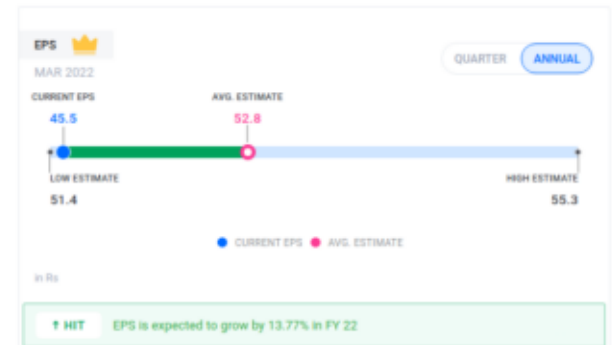 EPS
QUARTER ANNUAL
MAR 2022
CURRENT EPS AVG. ESTIMATE
45.5 52.8
LOW ESTIMATE HIGH ESTIMATE
51.4 55.3
CURRENT EPS AVG. ESTIMATE
in Rs
↑ HIT EPS is expected to grow by 13.77% in FY 22